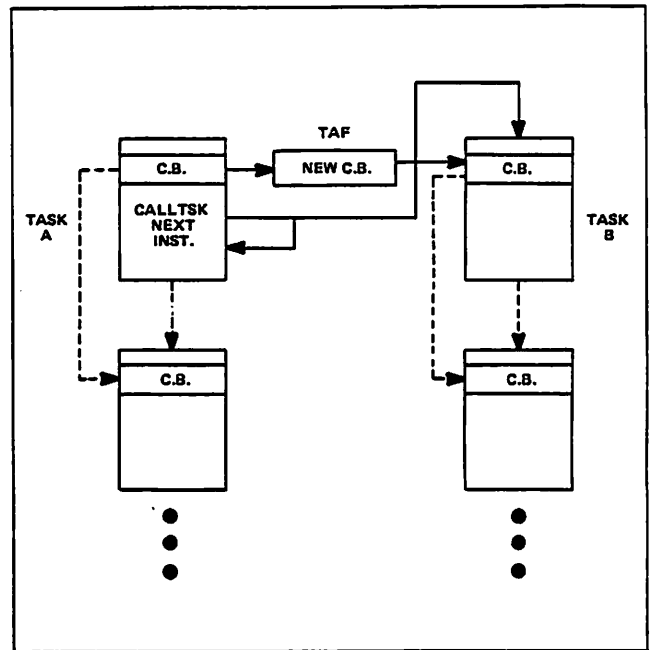 TAF
C.B.
NEW C.B.
C.B.
TASK
A
CALLTSK
NEXT
INST.
TASK
B
C.B.
C.B.